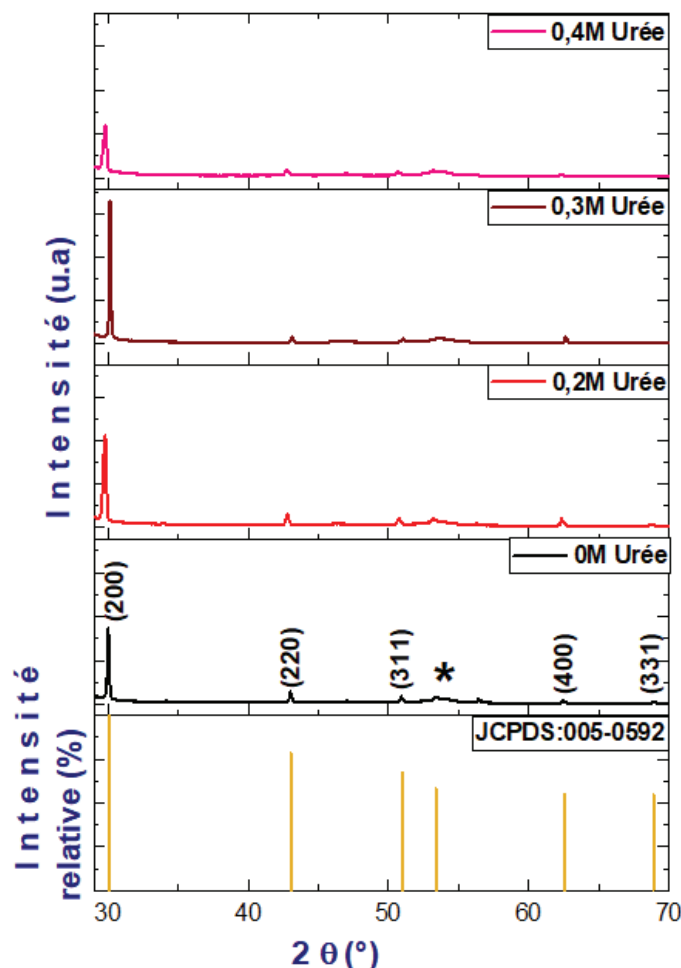 0,4M Urée
0,3M Urée
0,2M Urée
0M Urée
Intensité (u.a)
(200)
(220)
(311)
*
(400)
(331)
JCPDS:005-0592
Intensité
relative (%)
30 40 50 60 70
2 θ (°)